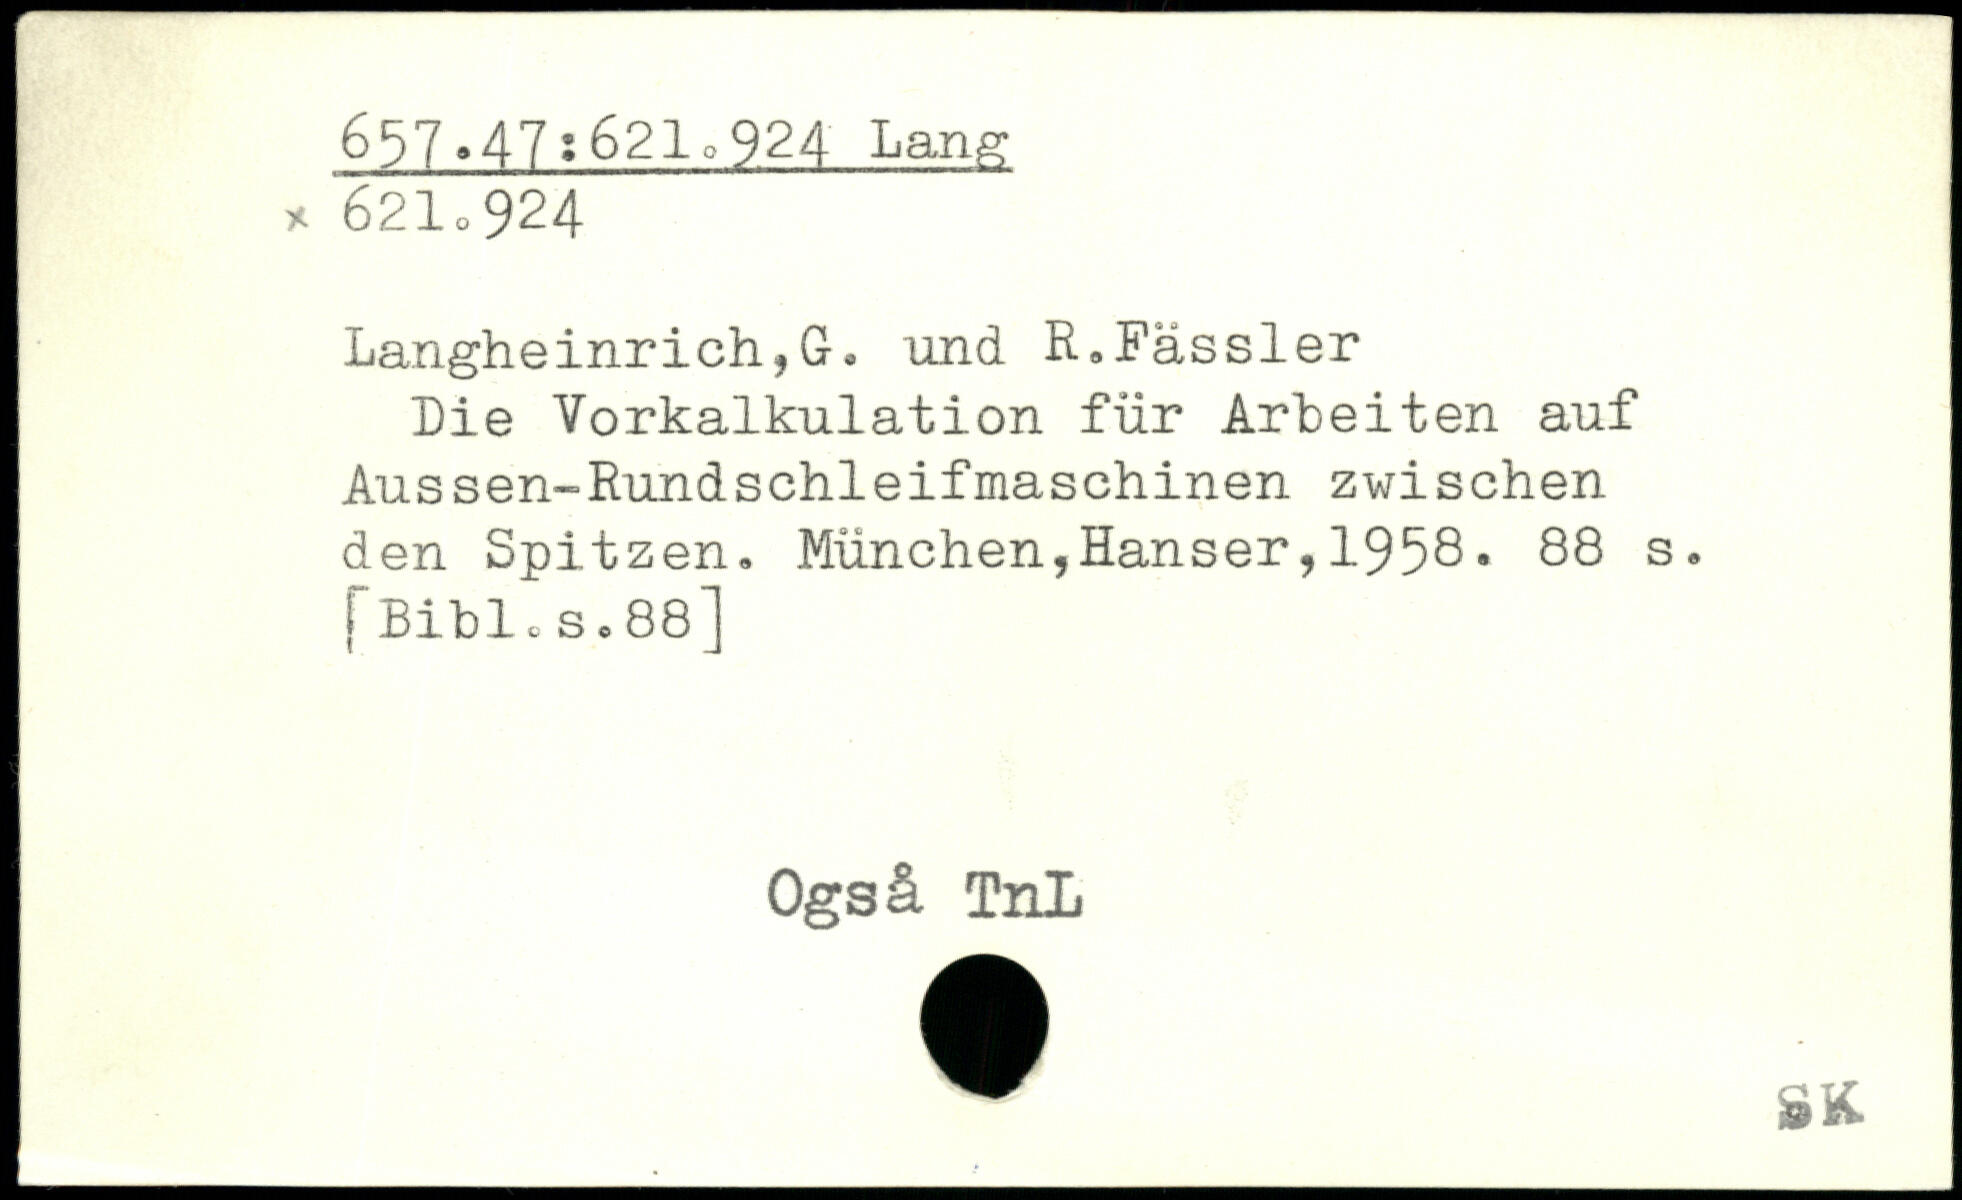 657.47:621.924 Lang
x 621.924
Langheinrich,G. und R.Fässler
Die Vorkalkulation für Arbeiten auf
Aussen-Rundschleifmaschinen zwischen
den Spitzen. München,Hanser,1958. 88 s.
[Bibl.s.88]
Også TnL
SK